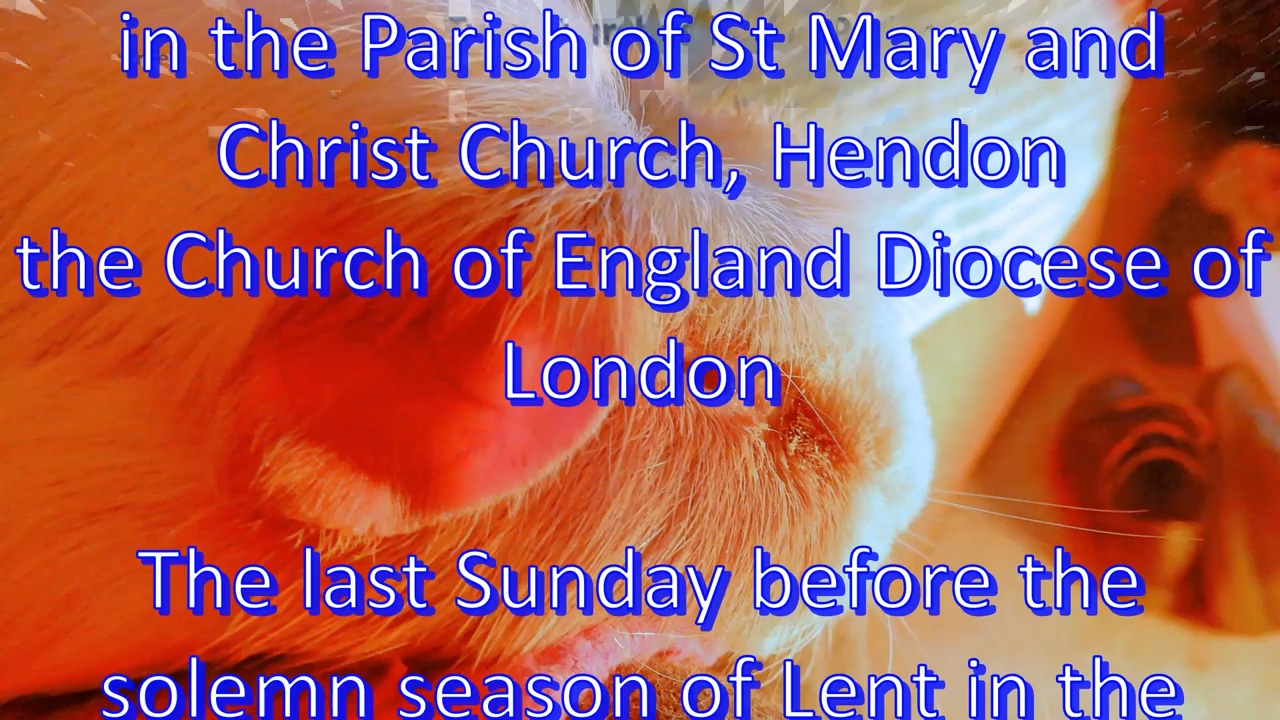 in the Parish of St Mary and
Christ Church, Hendon
the Church of England Diocese of
London
The last Sunday before the
solemn season of Lent in the